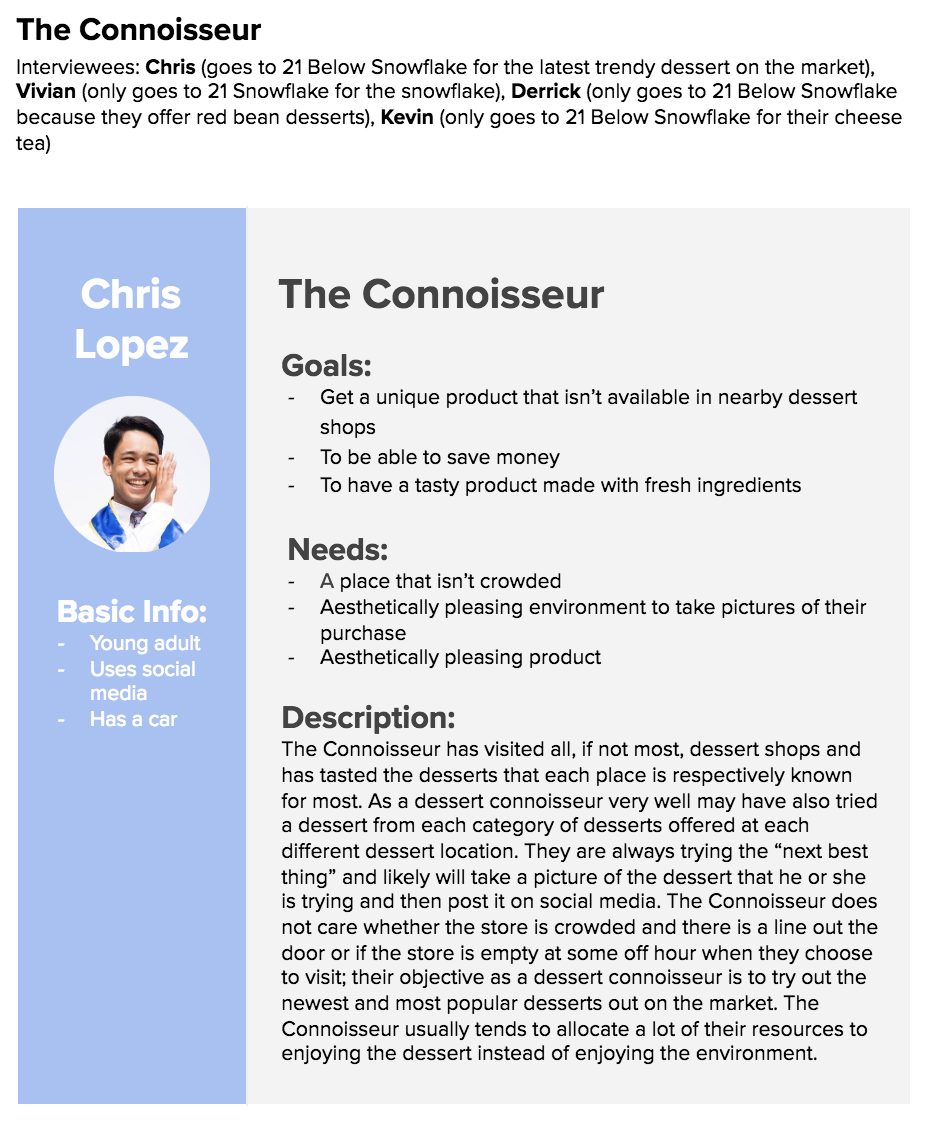 The Connoisseur
Interviewees: Chris (goes to 21 Below Snowflake for the latest trendy dessert on the market),
Vivian (only goes to 21 Snowflake for the snowflake), Derrick (only goes to 21 Below Snowflake
because they offer red bean desserts), Kevin (only goes to 21 Below Snowflake for their cheese
tea)
Chris
Lopez
Basic Info:
- Young adult
- Uses social
media
- Has a car
The Connoisseur
Goals:
- Get a unique product that isn’t available in nearby dessert
shops
- To be able to save money
- To have a tasty product made with fresh ingredients
Needs:
- A place that isn’t crowded
- Aesthetically pleasing environment to take pictures of their
purchase
- Aesthetically pleasing product
Description:
The Connoisseur has visited all, if not most, dessert shops and
has tasted the desserts that each place is respectively known
for most. As a dessert connoisseur very well may have also tried
a dessert from each category of desserts offered at each
different dessert location. They are always trying the “next best
thing” and likely will take a picture of the dessert that he or she
is trying and then post it on social media. The Connoisseur does
not care whether the store is crowded and there is a line out the
door or if the store is empty at some off hour when they choose
to visit; their objective as a dessert connoisseur is to try out the
newest and most popular desserts out on the market. The
Connoisseur usually tends to allocate a lot of their resources to
enjoying the dessert instead of enjoying the environment.